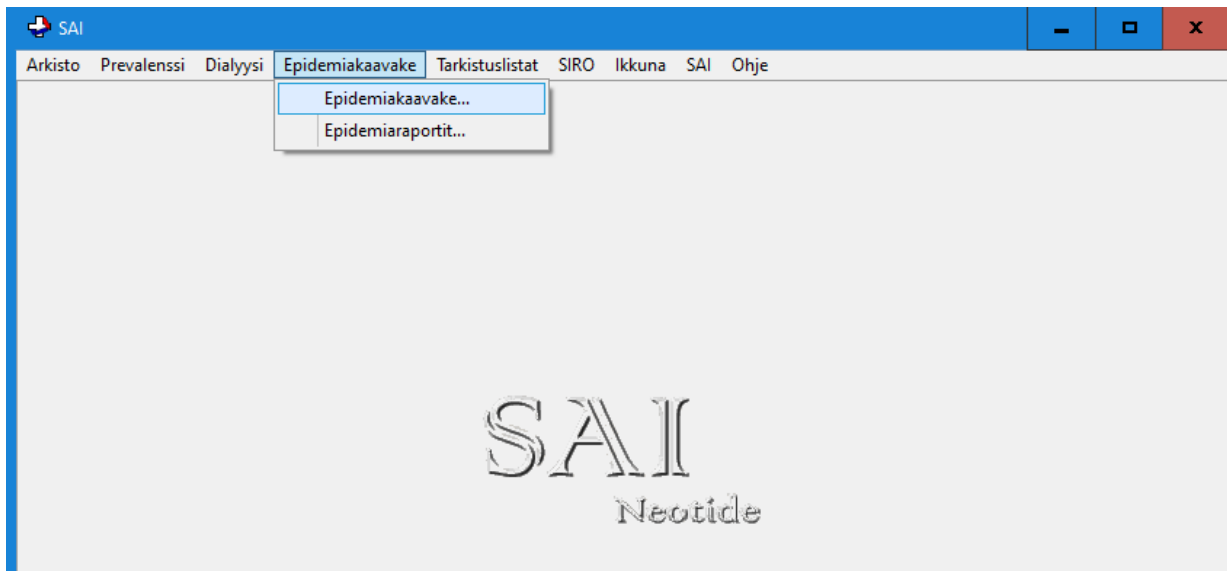 SAI
Arkisto Prevalenssi Dialyysi Epidemiakaavake Tarkistuslistat SIRO Ikkuna SAI Ohje
Epidemiakaavake...
Epidemiaraportit...
SAI
Neotide